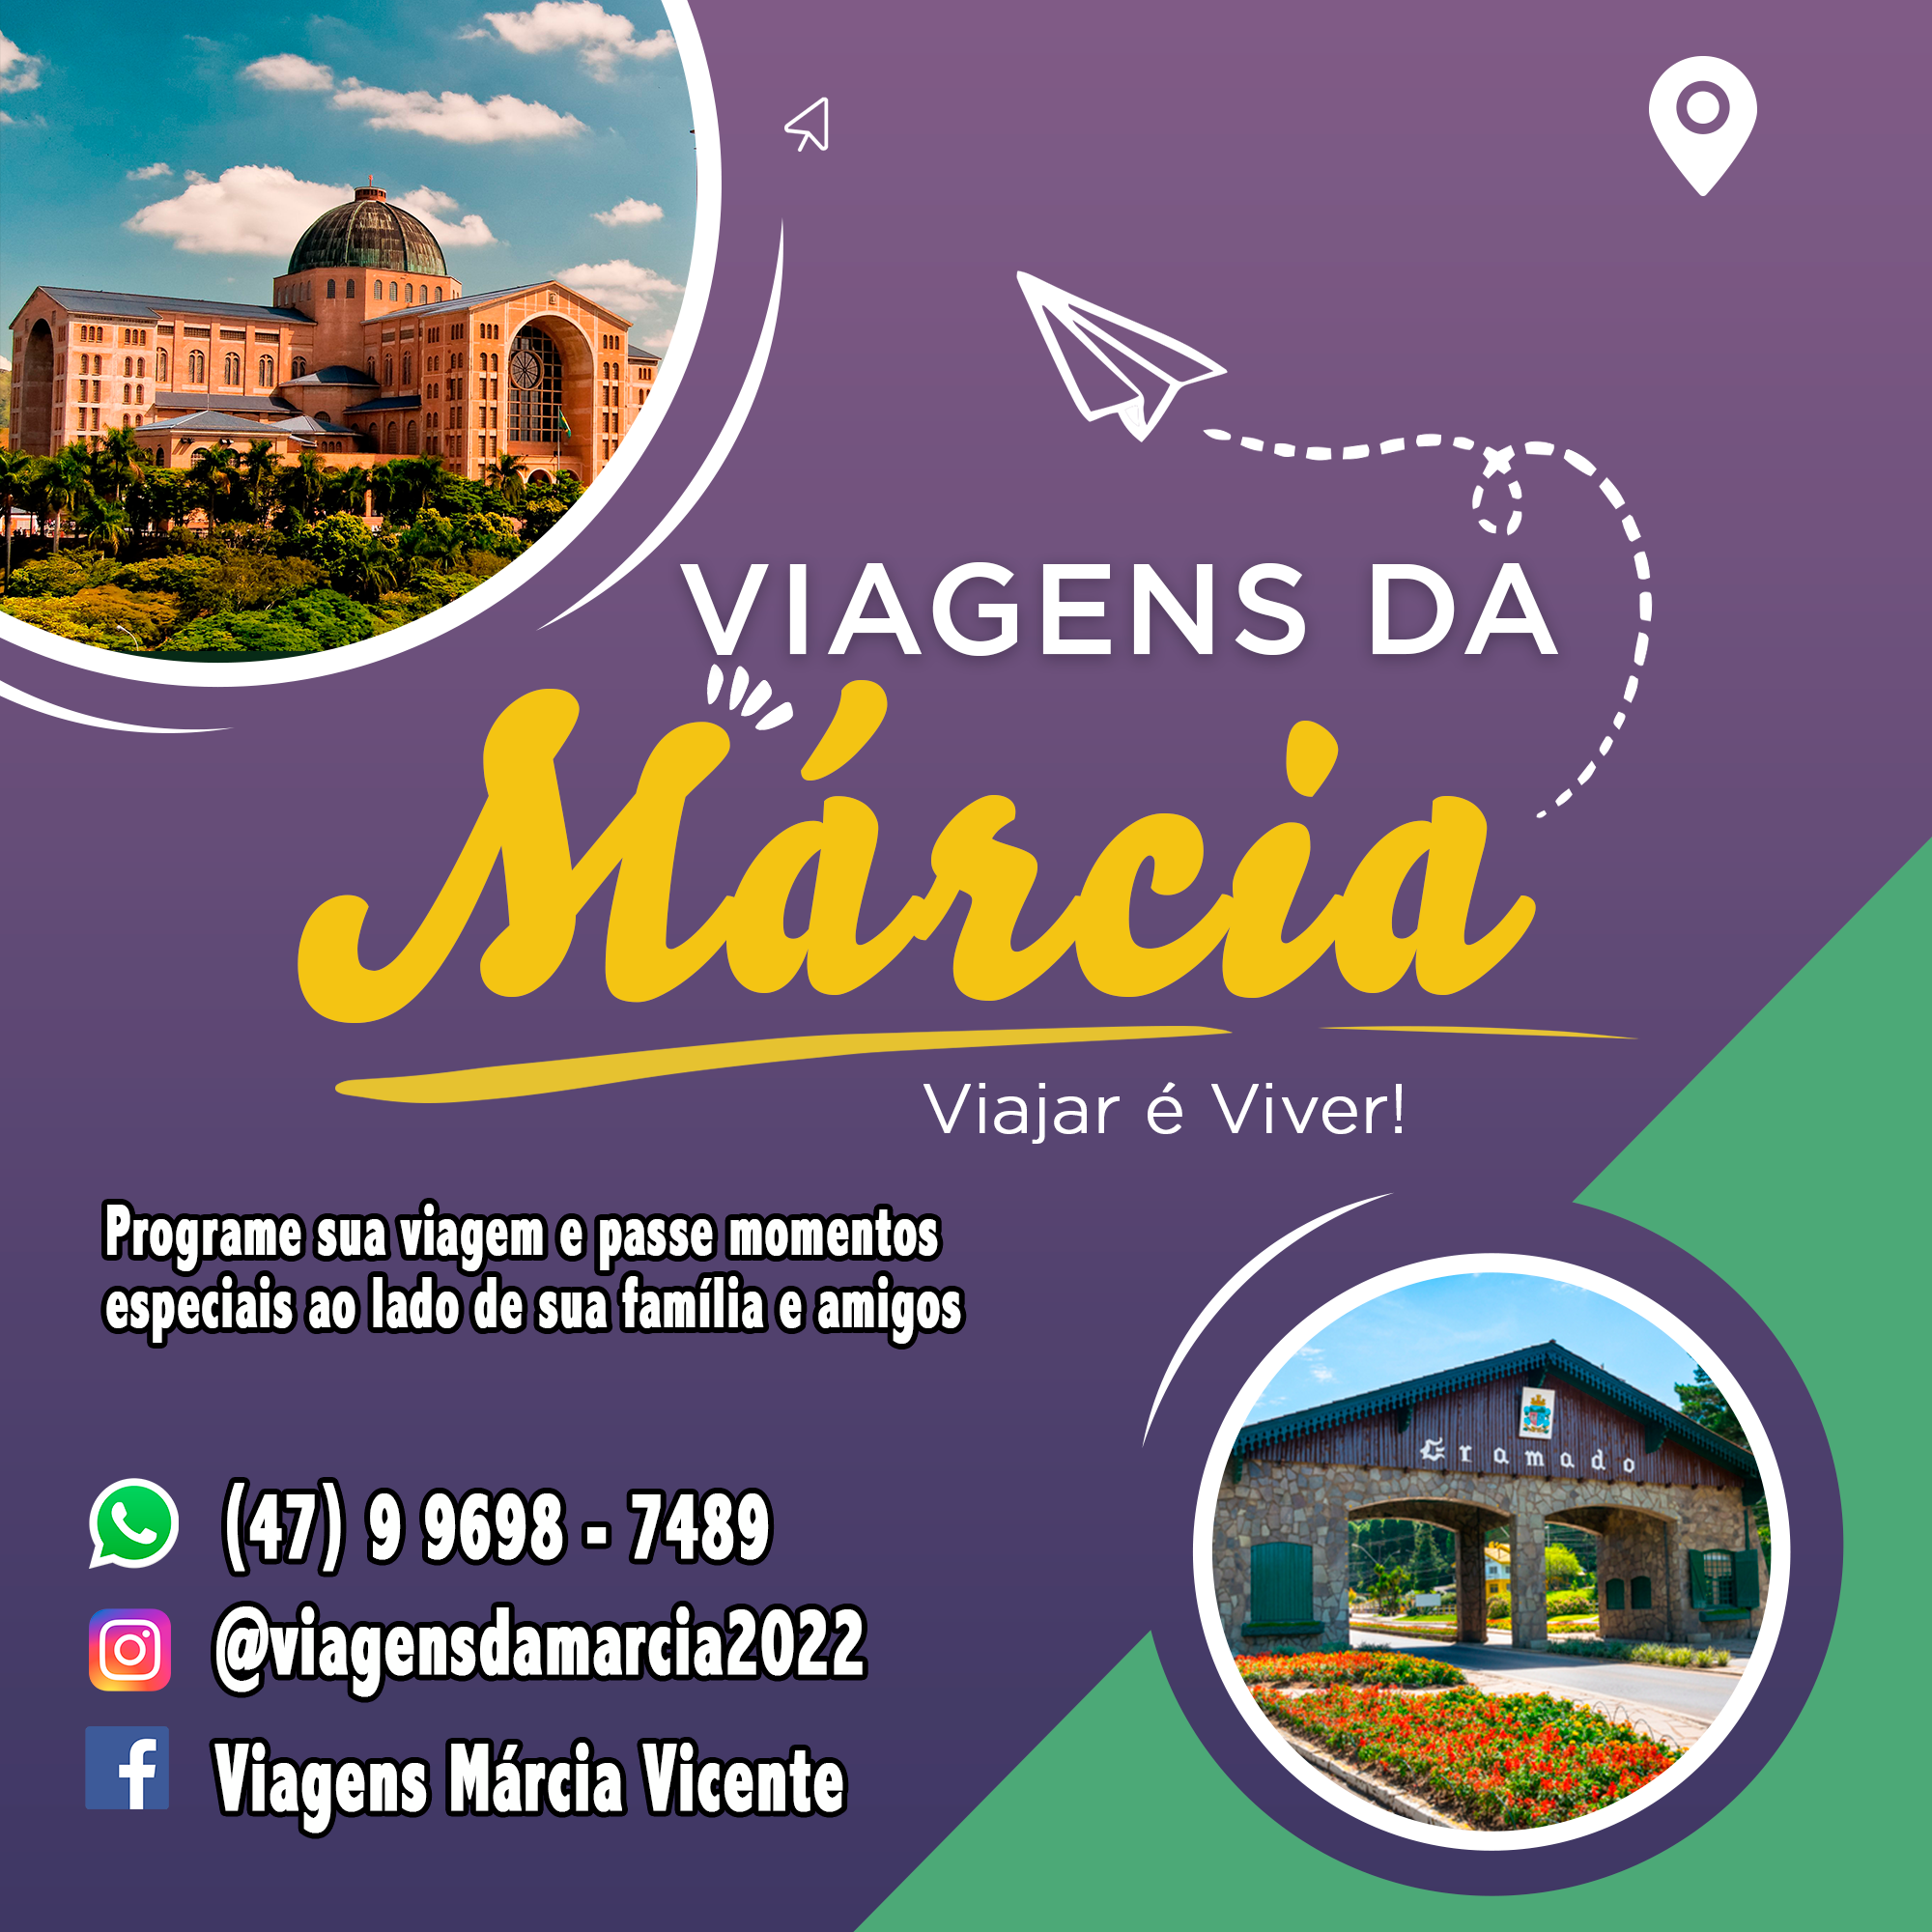 VIAGENS DA
Márcia
Viajar é Viver!
Programe sua viagem e passe momentos
especiais ao lado de sua família e amigos
Gramado
(47) 9 9698 - 7489
@viagensdamarcia2022
Viagens Márcia Vicente